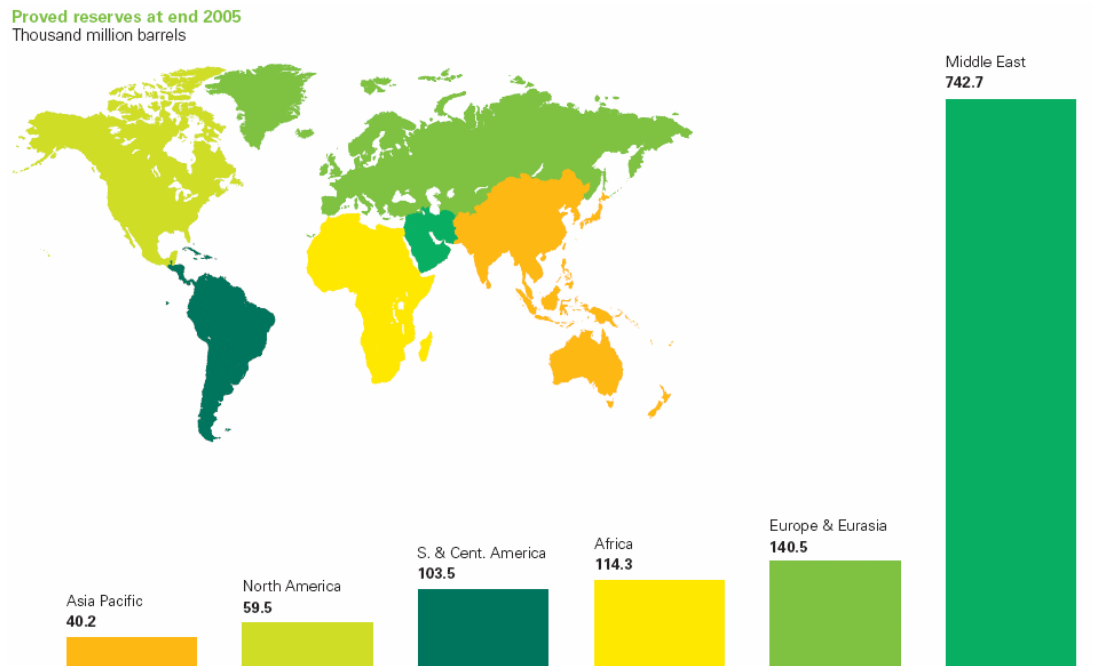 Proved reserves at end 2005
Thousand million barrels
Middle East
742.7
Europe & Eurasia
140.5
Africa
114.3
S. & Cent. America
103.5
North America
59.5
Asia Pacific
40.2